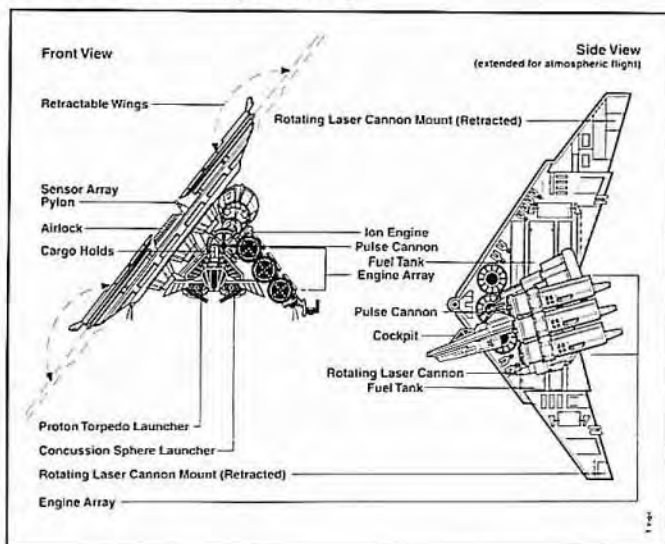 Front View
Retractable Wings
Sensor Array
Pylon
Airlock
Cargo Holds
Ion Engine
Pulse Cannon
Fuel Tank
Engine Array
Proton Torpedo Launcher
Concussion Sphere Launcher
Rotating Laser Cannon Mount (Retracted)
Engine Array
Side View
(extended for atmospheric flight)
Rotating Laser Cannon Mount (Retracted)
Pulse Cannon
Cockpit
Rotating Laser Cannon
Fuel Tank